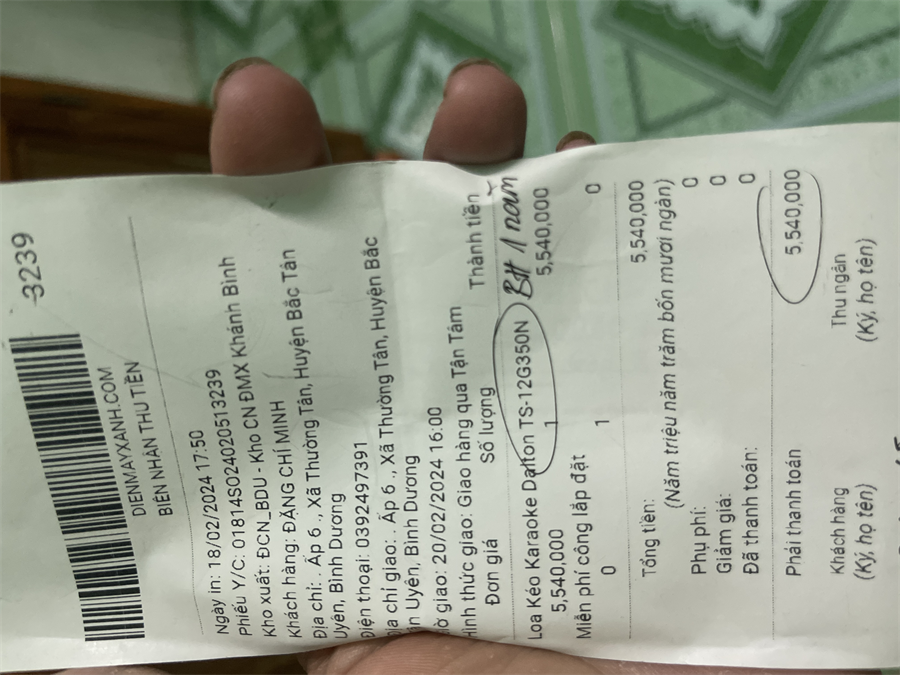 3239
DIENMAYXANH.COM
BIÊN NHẬN THU TIỀN
Ngày in: 18/02/2024 17:50
Phiếu Y/C: 01814SO24020513239
Kho xuất: ĐCN_BDU - Kho CN ĐMX Khánh Bình
Khách hàng: ĐẶNG CHÍ MINH
Địa chỉ: . Ấp 6 ., Xã Thường Tân, Huyện Bắc Tân
Uyên, Bình Dương
Điện thoại: 0392497391
ịa chỉ giao: . Ấp 6 ., Xã Thường Tân, Huyện Bắc
n Uyên, Bình Dương
ờ giao: 20/02/2024 16:00
Hình thức giao: Giao hàng qua Tận Tâm
Đơn giá Số lượng Thành tiền
Loa Kéo Karaoke Dalton TS-12G350N BH 1 năm
5,540,000 1 5,540,000
Miễn phí công lắp đặt
0 1 0
Tổng tiền: 5,540,000
(Năm triệu năm trăm bốn mươi ngàn)
Phụ phí: 0
Giảm giá: 0
Đã thanh toán: 0
Phải thanh toán 5,540,000
Khách hàng Thu ngân
(Ký, họ tên) (Ký, họ tên)